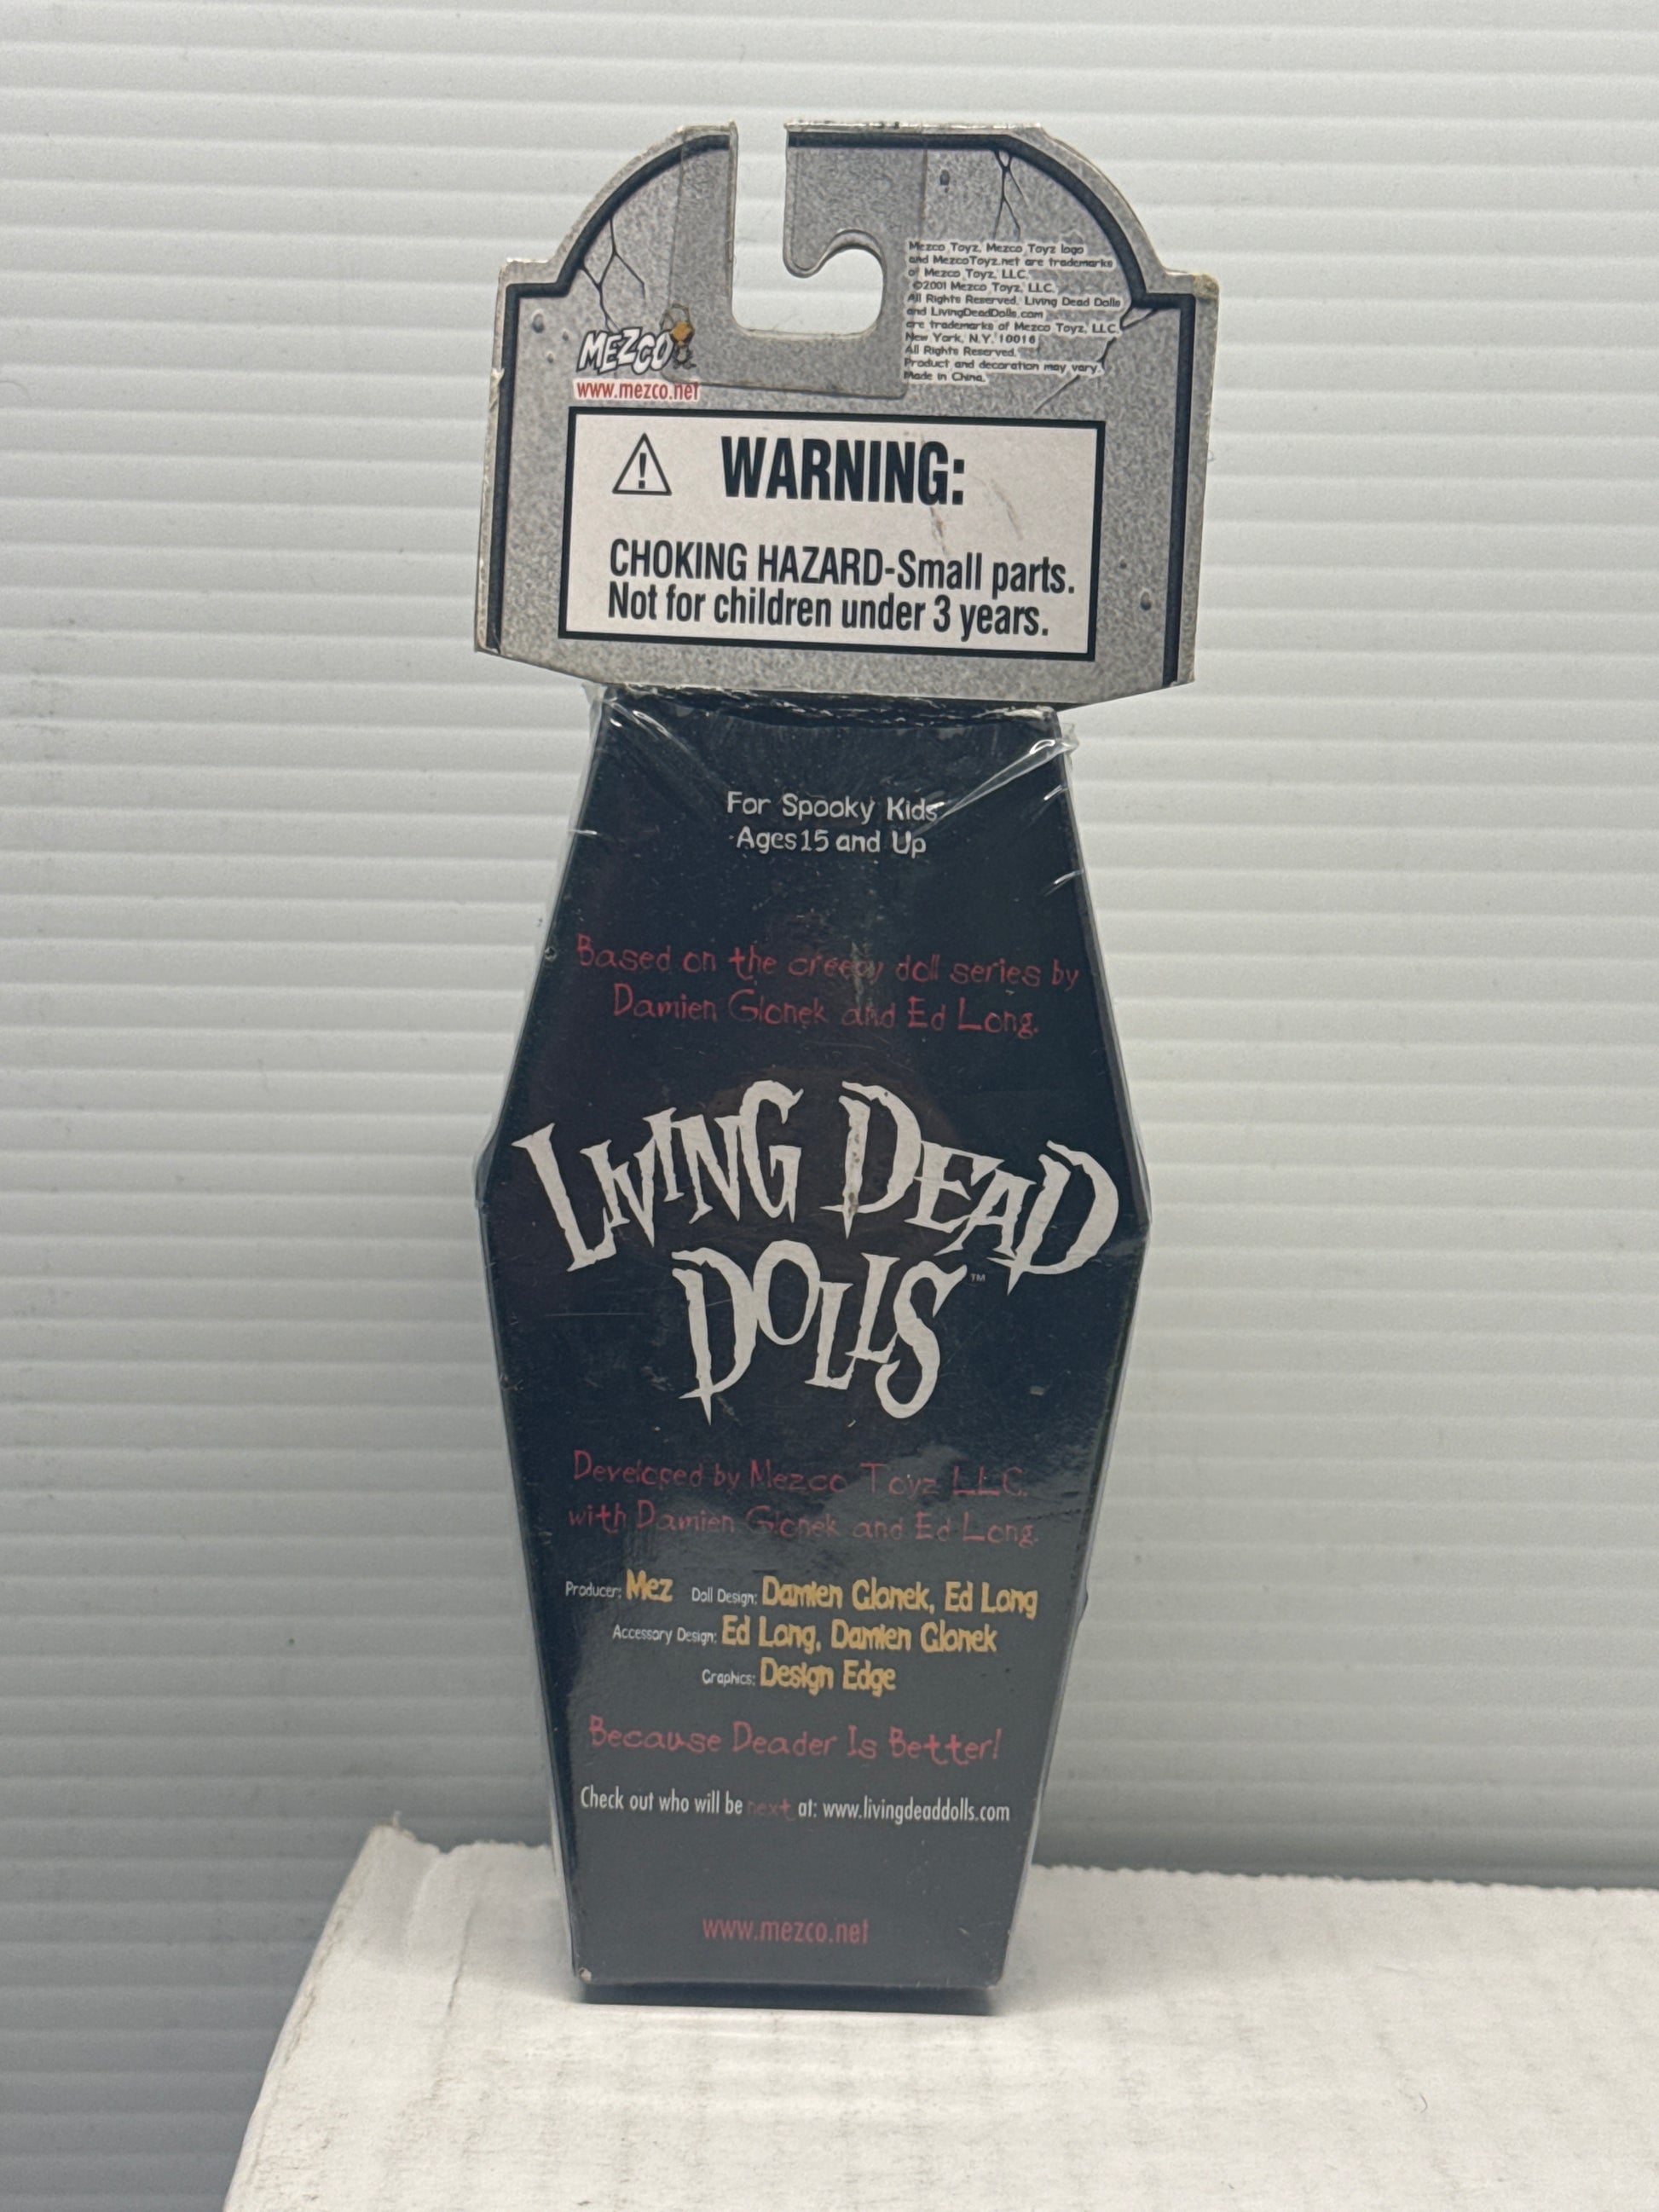 Mezco Toyz, Mezco Toyz logo
and MezcoToyz.net are trademarks
of Mezco Toyz, LLC.
©2001 Mezco Toyz, LLC.
All Rights Reserved. Living Dead Dolls
and LivingDeadDolls.com
are trademarks of Mezco Toyz, LLC.
New York, N.Y. 10016
All Rights Reserved.
Product and decoration may vary.
Made in China.
MEZCO
www.mezco.net
WARNING:
CHOKING HAZARD-Small parts.
Not for children under 3 years.
For Spooky Kids
Ages15 and Up
Based on the creepy doll series by
Damien Glonek and Ed Long.
LIVING DEAD
DOLLS™
Developed by Mezco Toyz LLC.
with Damien Glonek and Ed Long.
Producer: Mez Doll Design: Damien Glonek, Ed Long
Accessory Design: Ed Long, Damien Glonek
Graphics: Design Edge
Because Deader Is Better!
Check out who will be next at: www.livingdeaddolls.com
www.mezco.net